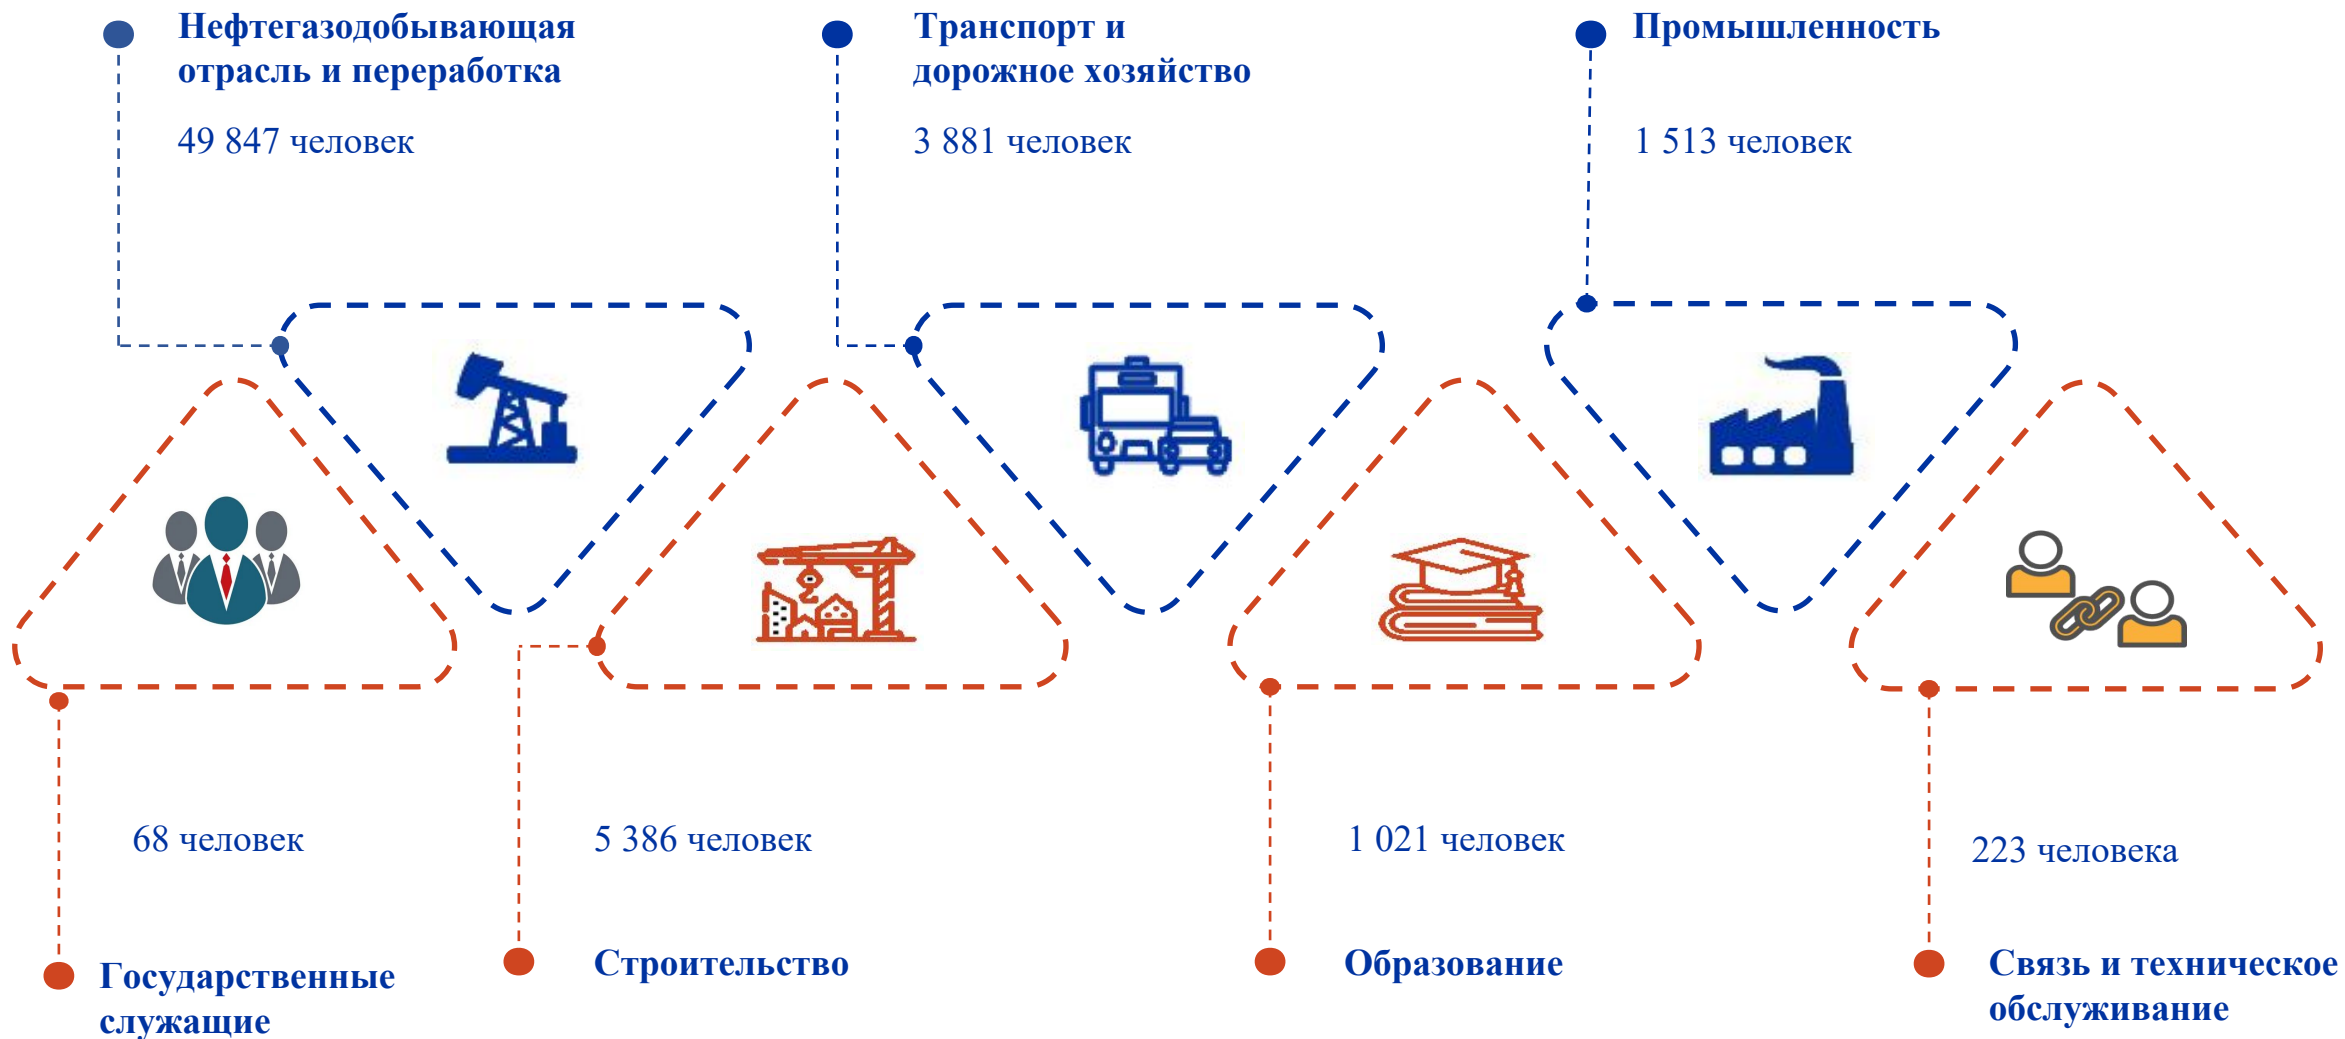 Нефтегазодобывающая
отрасль и переработка
49 847 человек
Транспорт и
дорожное хозяйство
3 881 человек
Промышленность
1 513 человек
68 человек
Государственные
служащие
5 386 человек
Строительство
1 021 человек
Образование
223 человека
Связь и техническое
обслуживание